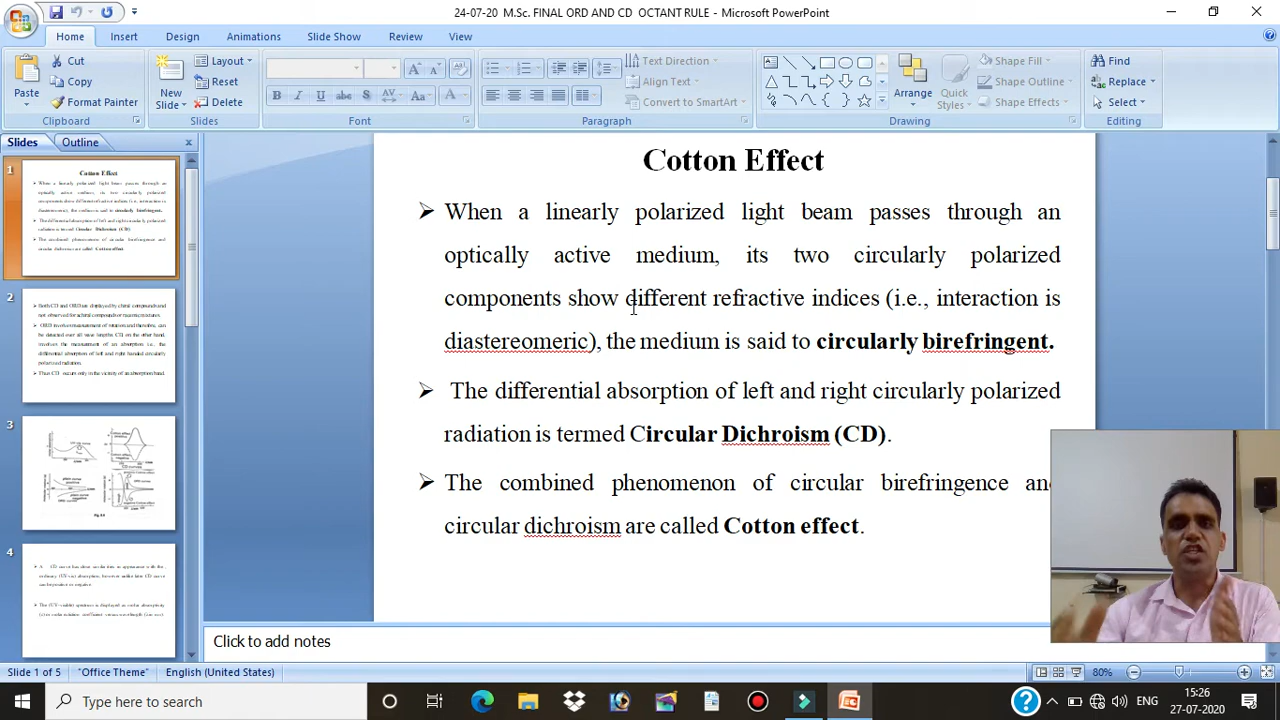 24-07-20 M.Sc. FINAL ORD AND CD OCTANT RULE - Microsoft PowerPoint
Home Insert Design Animations Slide Show Review View
Cut Layout Text Direction Shape Fill Find
Copy Reset Align Text Shape Outline Replace
Paste Format Painter New Slide Delete Convert to SmartArt Arrange Quick Styles Shape Effects Select
Clipboard Slides Font Paragraph Drawing Editing
Slides Outline
1
Cotton Effect
2
3
4
Cotton Effect
When a linearly polarized light beam passes through an
optically active medium, its two circularly polarized
components show different refractive indices (i.e., interaction is
diastereomeric), the medium is said to circularly birefringent.
The differential absorption of left and right circularly polarized
radiation is termed Circular Dichroism (CD).
The combined phenomenon of circular birefringence and
circular dichroism are called Cotton effect.
Click to add notes
Slide 1 of 5 "Office Theme" English (United States) 80%
Type here to search
ENG 15:26
27-07-2020